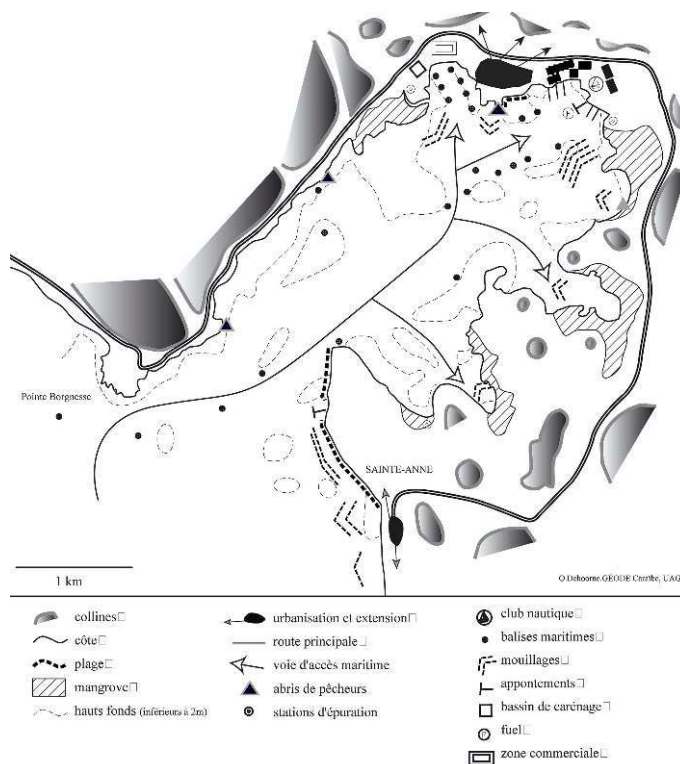 Pointe Borgnesse
SAINTE-ANNE
1 km
O.Dehoorne.GEODE Caraïbe, UAG
collines
côte
plage
mangrove
hauts fonds (inférieurs à 2m)
urbanisation et extension
route principale
voie d'accès maritime
abris de pêcheurs
stations d'épuration
club nautique
balises maritimes
mouillages
appontements
bassin de carénage
fuel
zone commerciale